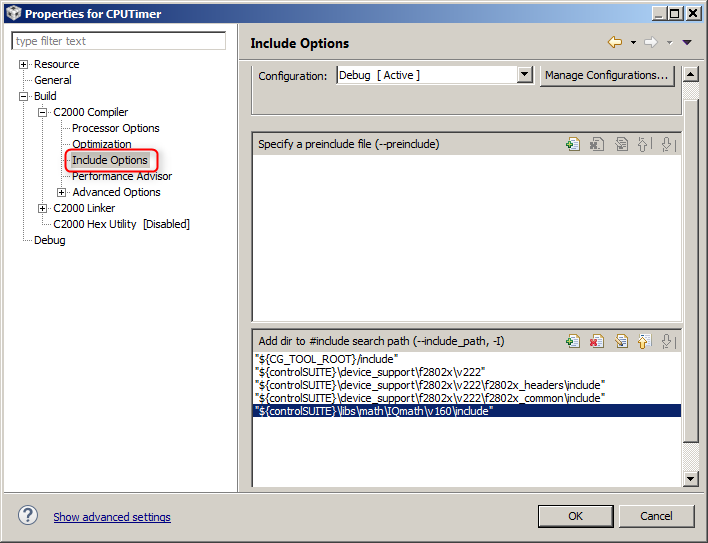 Properties for CPUTimer
type filter text
Resource
General
Build
C2000 Compiler
Processor Options
Optimization
Include Options
Performance Advisor
Advanced Options
C2000 Linker
C2000 Hex Utility [Disabled]
Debug
Include Options
Configuration: Debug [ Active ] Manage Configurations...
Specify a preinclude file (--preinclude)
Add dir to #include search path (--include_path, -I)
"${CG_TOOL_ROOT}/include"
"${controlSUITE}\device_support\f2802x\v222"
"${controlSUITE}\device_support\f2802x\v222\f2802x_headers\include"
"${controlSUITE}\device_support\f2802x\v222\f2802x_common\include"
"${controlSUITE}\libs\math\IQmath\v160\include"
? Show advanced settings
OK Cancel